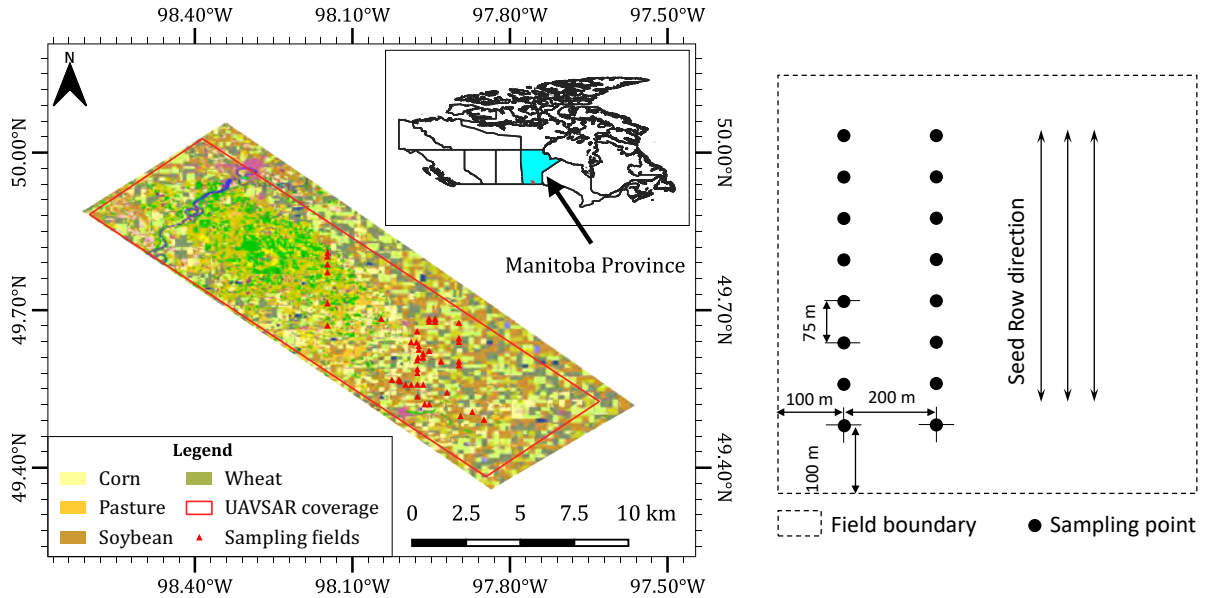 98.40°W 98.10°W 97.80°W 97.50°W
N
50.00°N
49.70°N
49.40°N
Manitoba Province
50.00°N
49.70°N
49.40°N
Legend
Corn
Wheat
Pasture
UAVSAR coverage
Soybean
Sampling fields
0 2.5 5 7.5 10 km
98.40°W 98.10°W 97.80°W 97.50°W
75 m
Seed Row direction
100 m
200 m
100 m
Field boundary
Sampling point